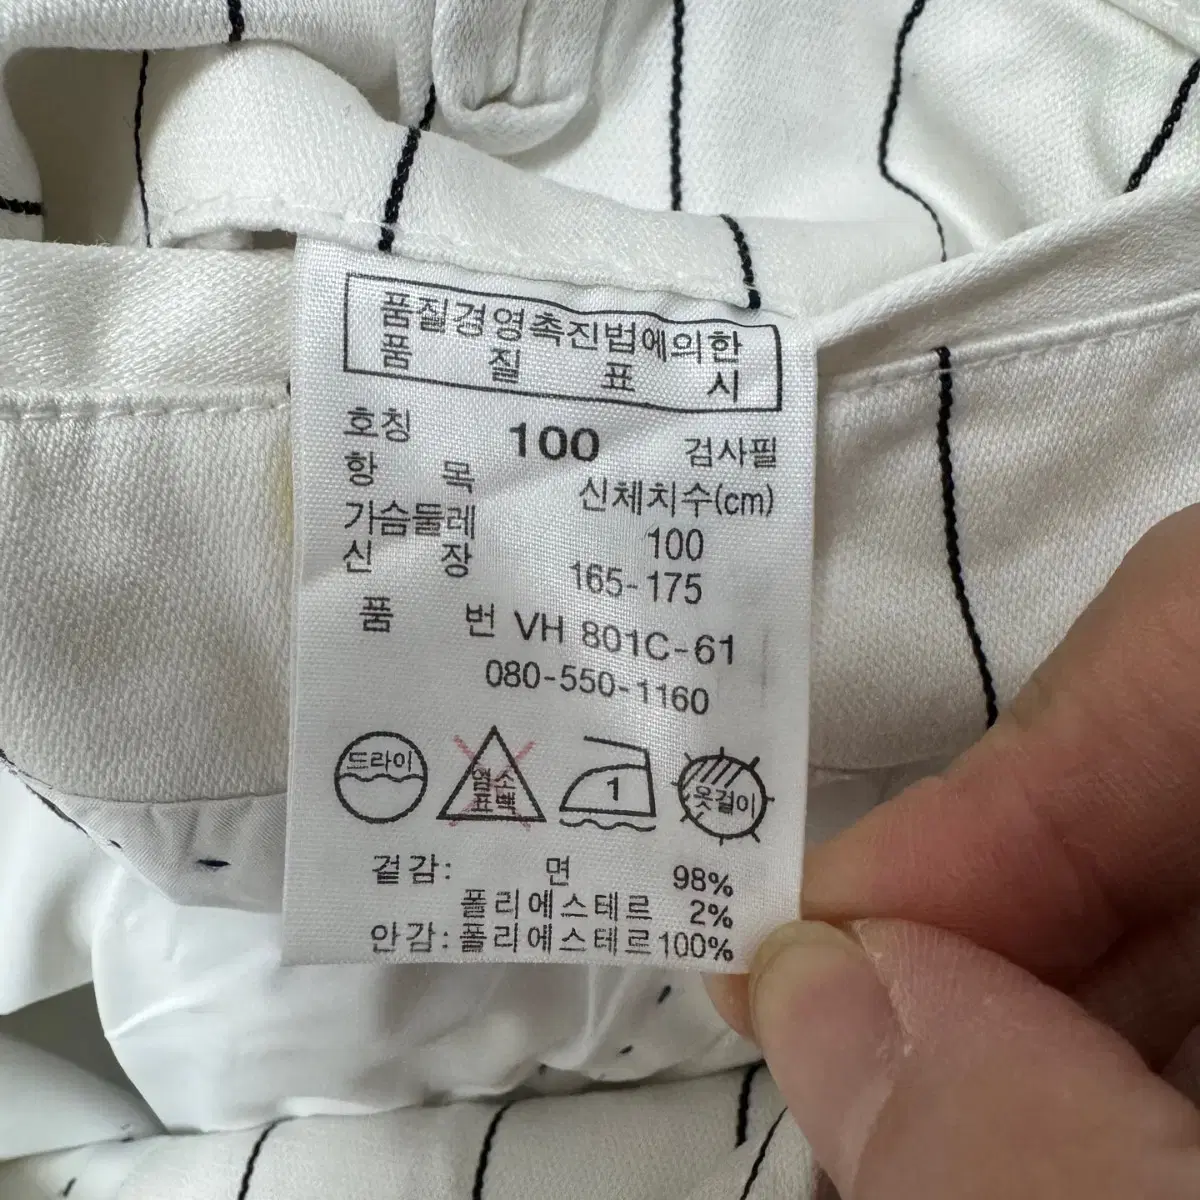 품질경영촉진법에의한
품 질 표 시
호칭 100 검사필
항 목 신체치수(cm)
가슴둘레 100
신 장 165-175
품 번 VH 801C-61
080-550-1160
드라이 염소 표백 1 옷걸이
겉감: 면 98%
폴리에스테르 2%
안감: 폴리에스테르 100%